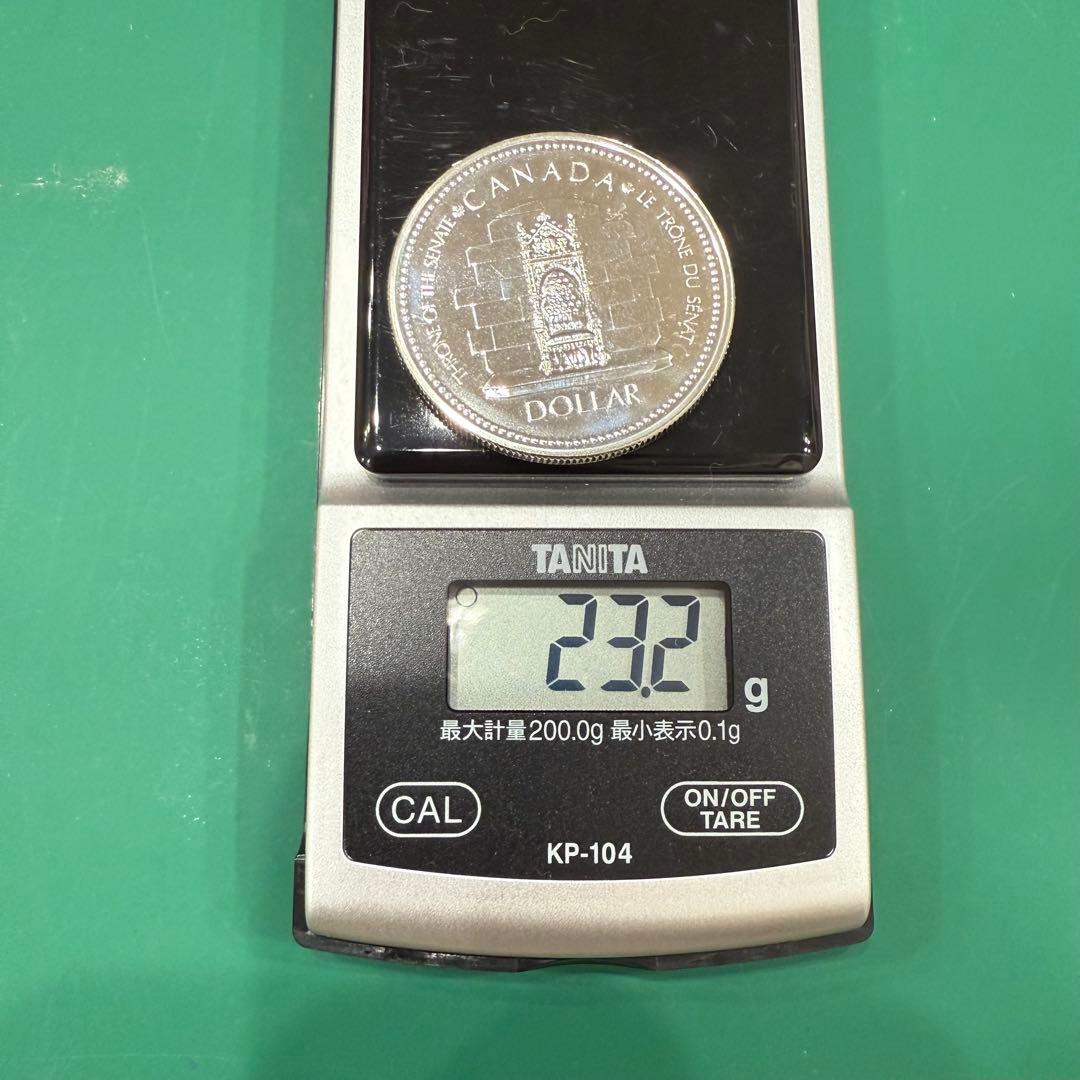 CANADA
THRONE OF THE SENATE
LE TRÔNE DU SÉNAT
DOLLAR
TANITA
23.2 g
最大計量200.0g 最小表示0.1g
CAL
ON/OFF
TARE
KP-104